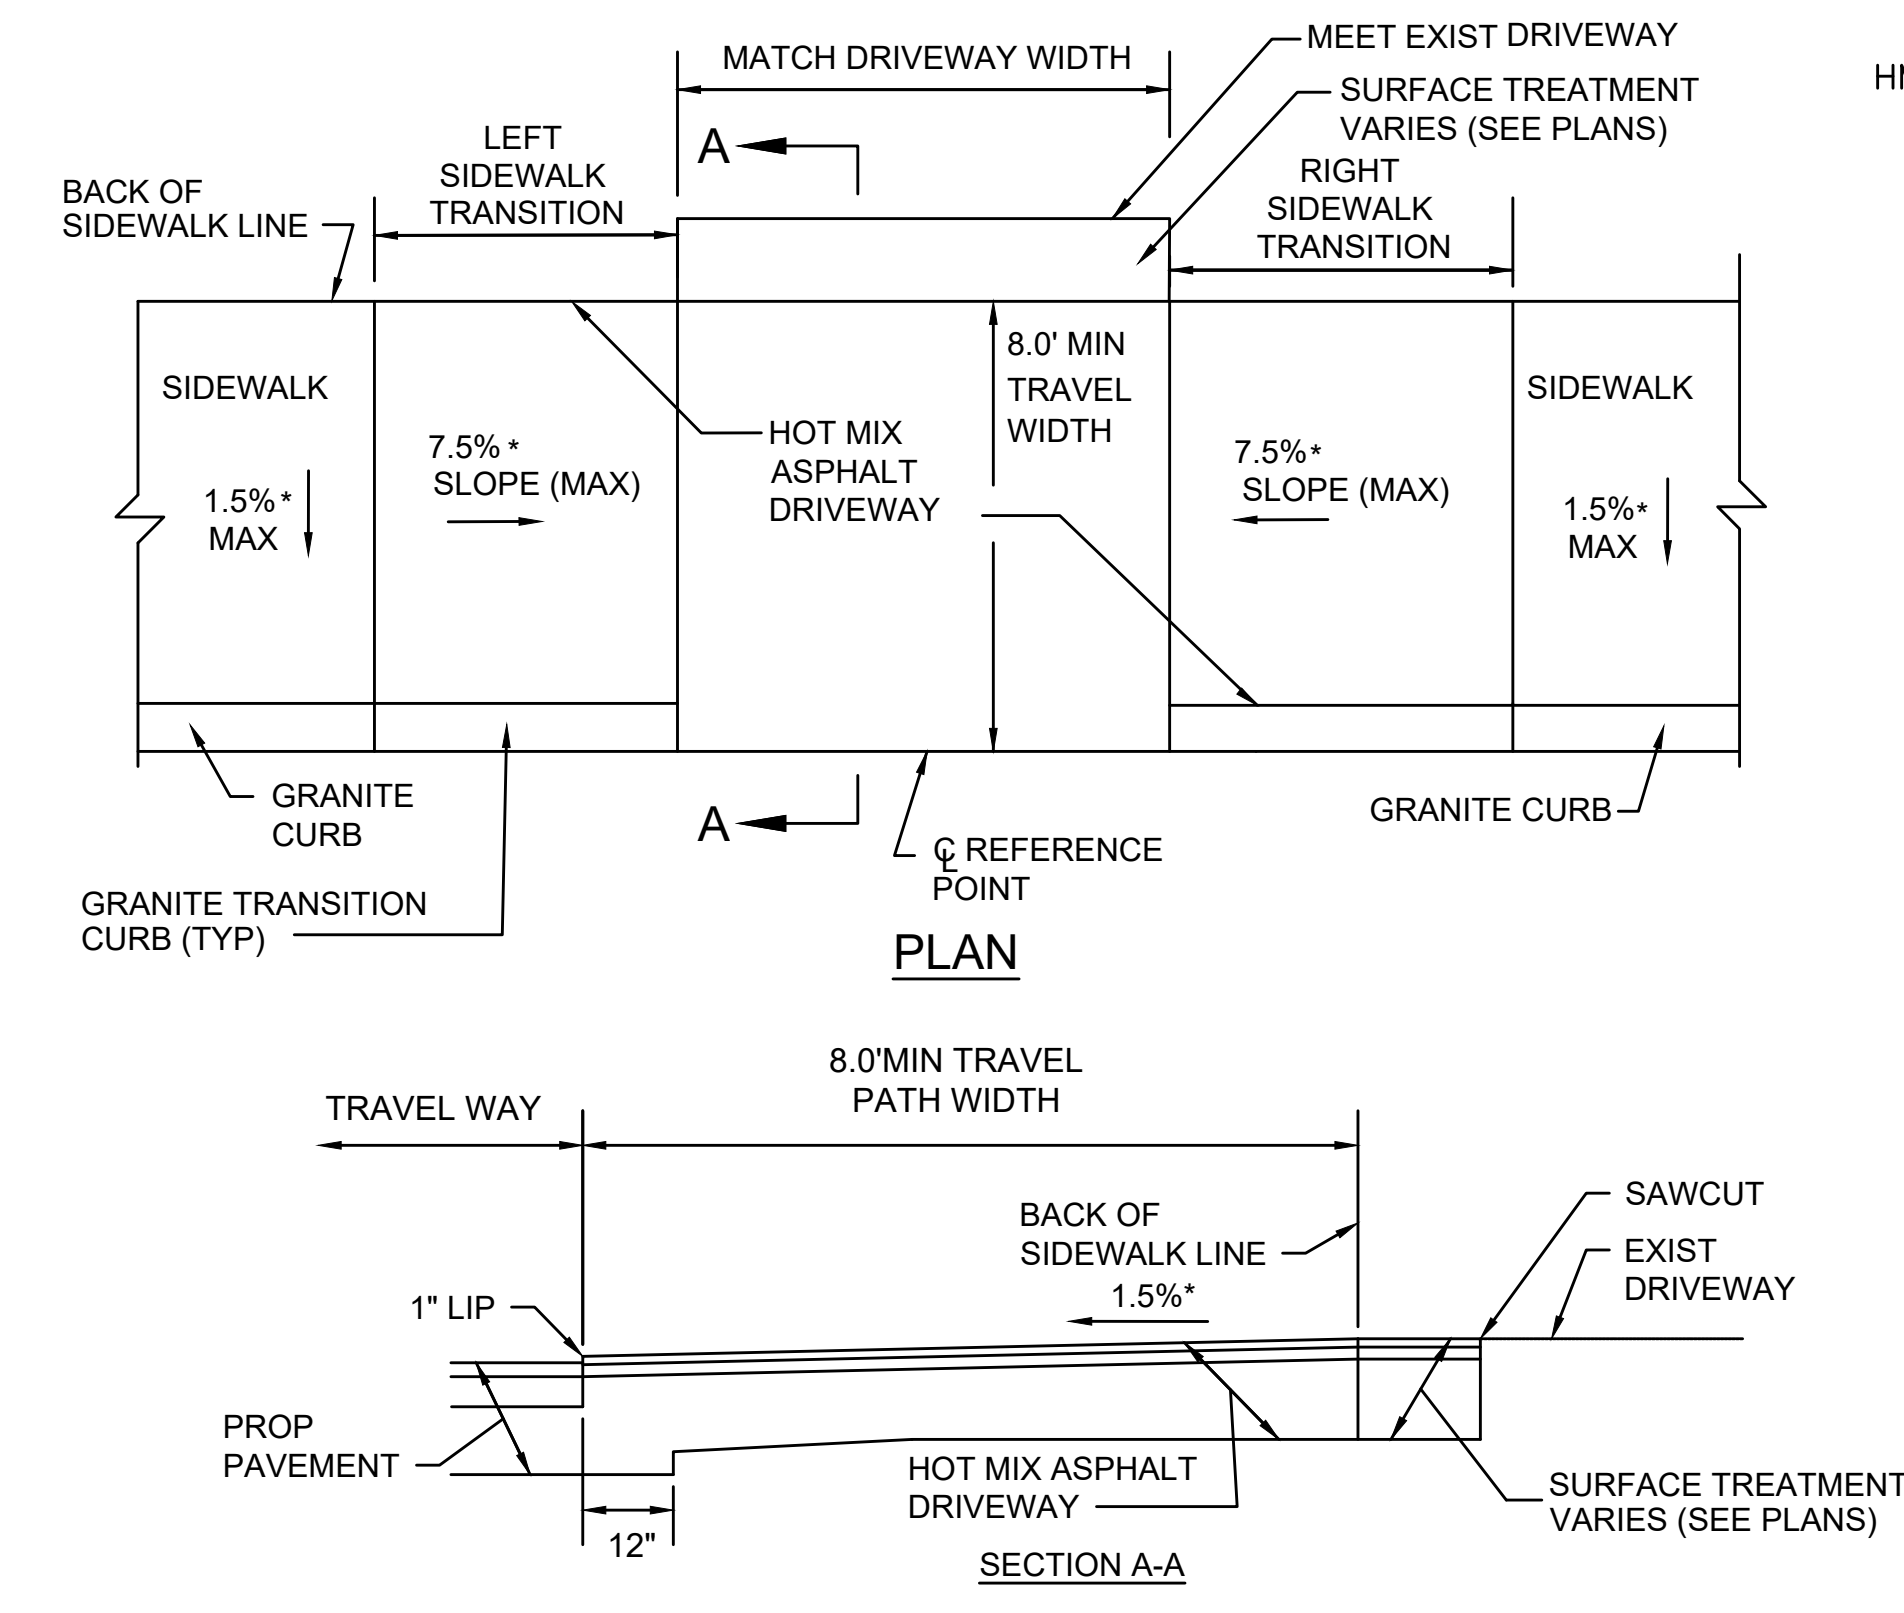 MATCH DRIVEWAY WIDTH
MEET EXIST DRIVEWAY
SURFACE TREATMENT
VARIES (SEE PLANS)
A
LEFT
SIDEWALK
TRANSITION
RIGHT
SIDEWALK
TRANSITION
BACK OF
SIDEWALK LINE
SIDEWALK
1.5%*
MAX
7.5% *
SLOPE (MAX)
HOT MIX
ASPHALT
DRIVEWAY
8.0' MIN
TRAVEL
WIDTH
7.5%*
SLOPE (MAX)
SIDEWALK
1.5%*
MAX
GRANITE
CURB
GRANITE TRANSITION
CURB (TYP)
A
℄ REFERENCE
POINT
GRANITE CURB
PLAN
8.0'MIN TRAVEL
PATH WIDTH
TRAVEL WAY
BACK OF
SIDEWALK LINE
1.5%*
SAWCUT
EXIST
DRIVEWAY
1" LIP
PROP
PAVEMENT
12"
HOT MIX ASPHALT
DRIVEWAY
SURFACE TREATMENT
VARIES (SEE PLANS)
SECTION A-A